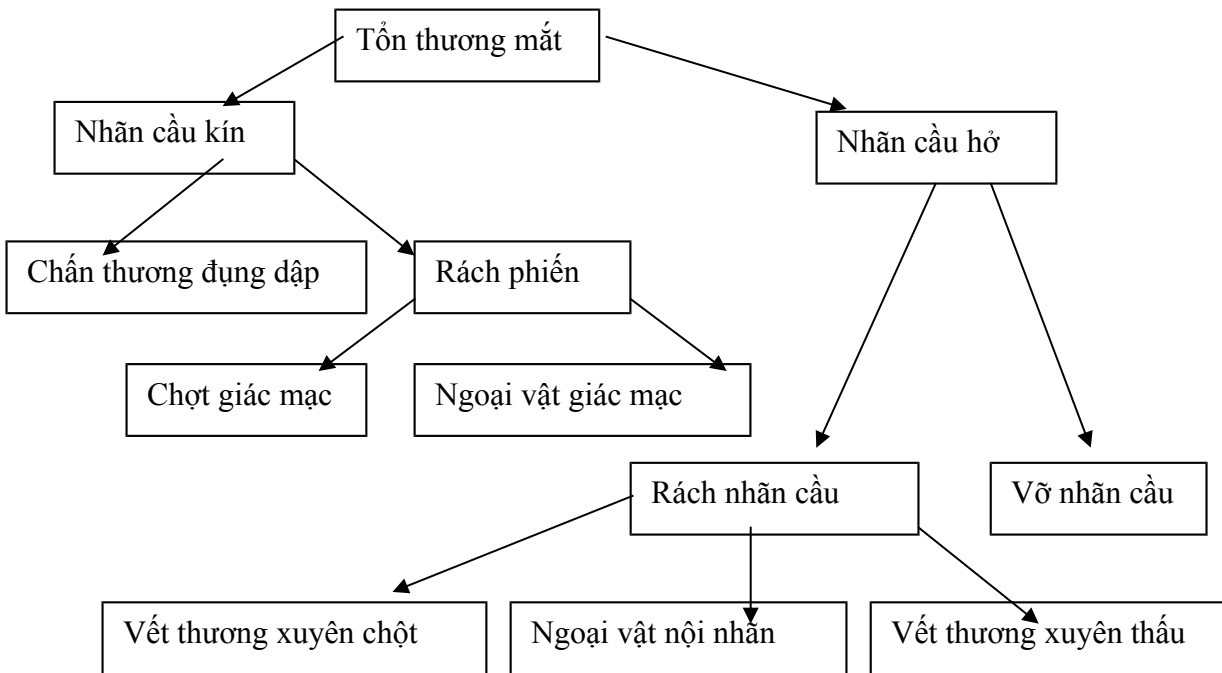 Tổn thương mắt
Nhãn cầu kín
Nhãn cầu hở
Chấn thương đụng dập
Rách phiến
Chợt giác mạc
Ngoại vật giác mạc
Rách nhãn cầu
Vỡ nhãn cầu
Vết thương xuyên chột
Ngoại vật nội nhãn
Vết thương xuyên thấu